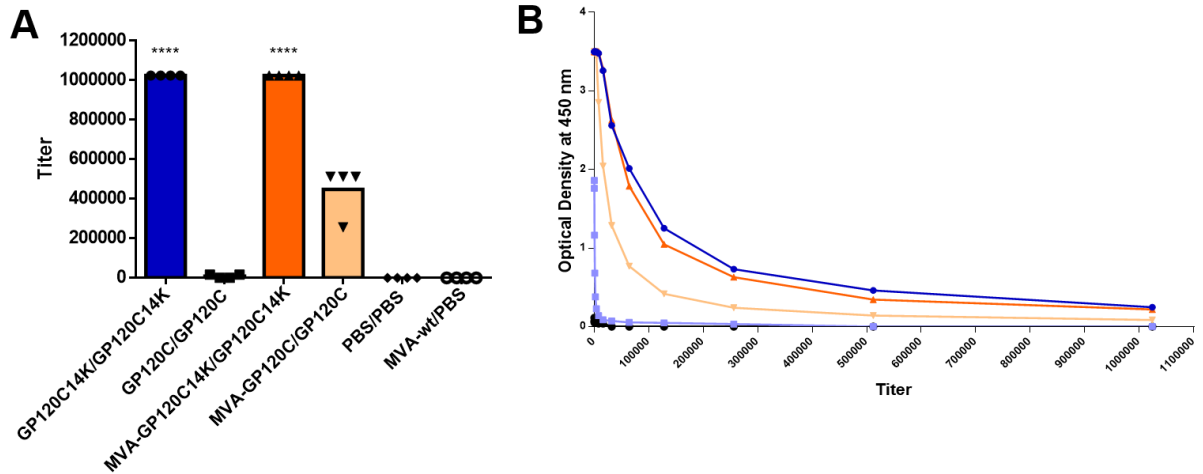 A
****
****
1200000
1000000
800000
600000
400000
200000
0
Titer
GP120C14K/GP120C14K
GP120C/GP120C
MVA-GP120C14K/GP120C14K
MVA-GP120C/GP120C
PBS/PBS
MVA-wt/PBS
B
4
3
2
1
0
Optical Density at 450 nm
0
100000
200000
300000
400000
500000
600000
700000
800000
900000
1000000
1100000
Titer